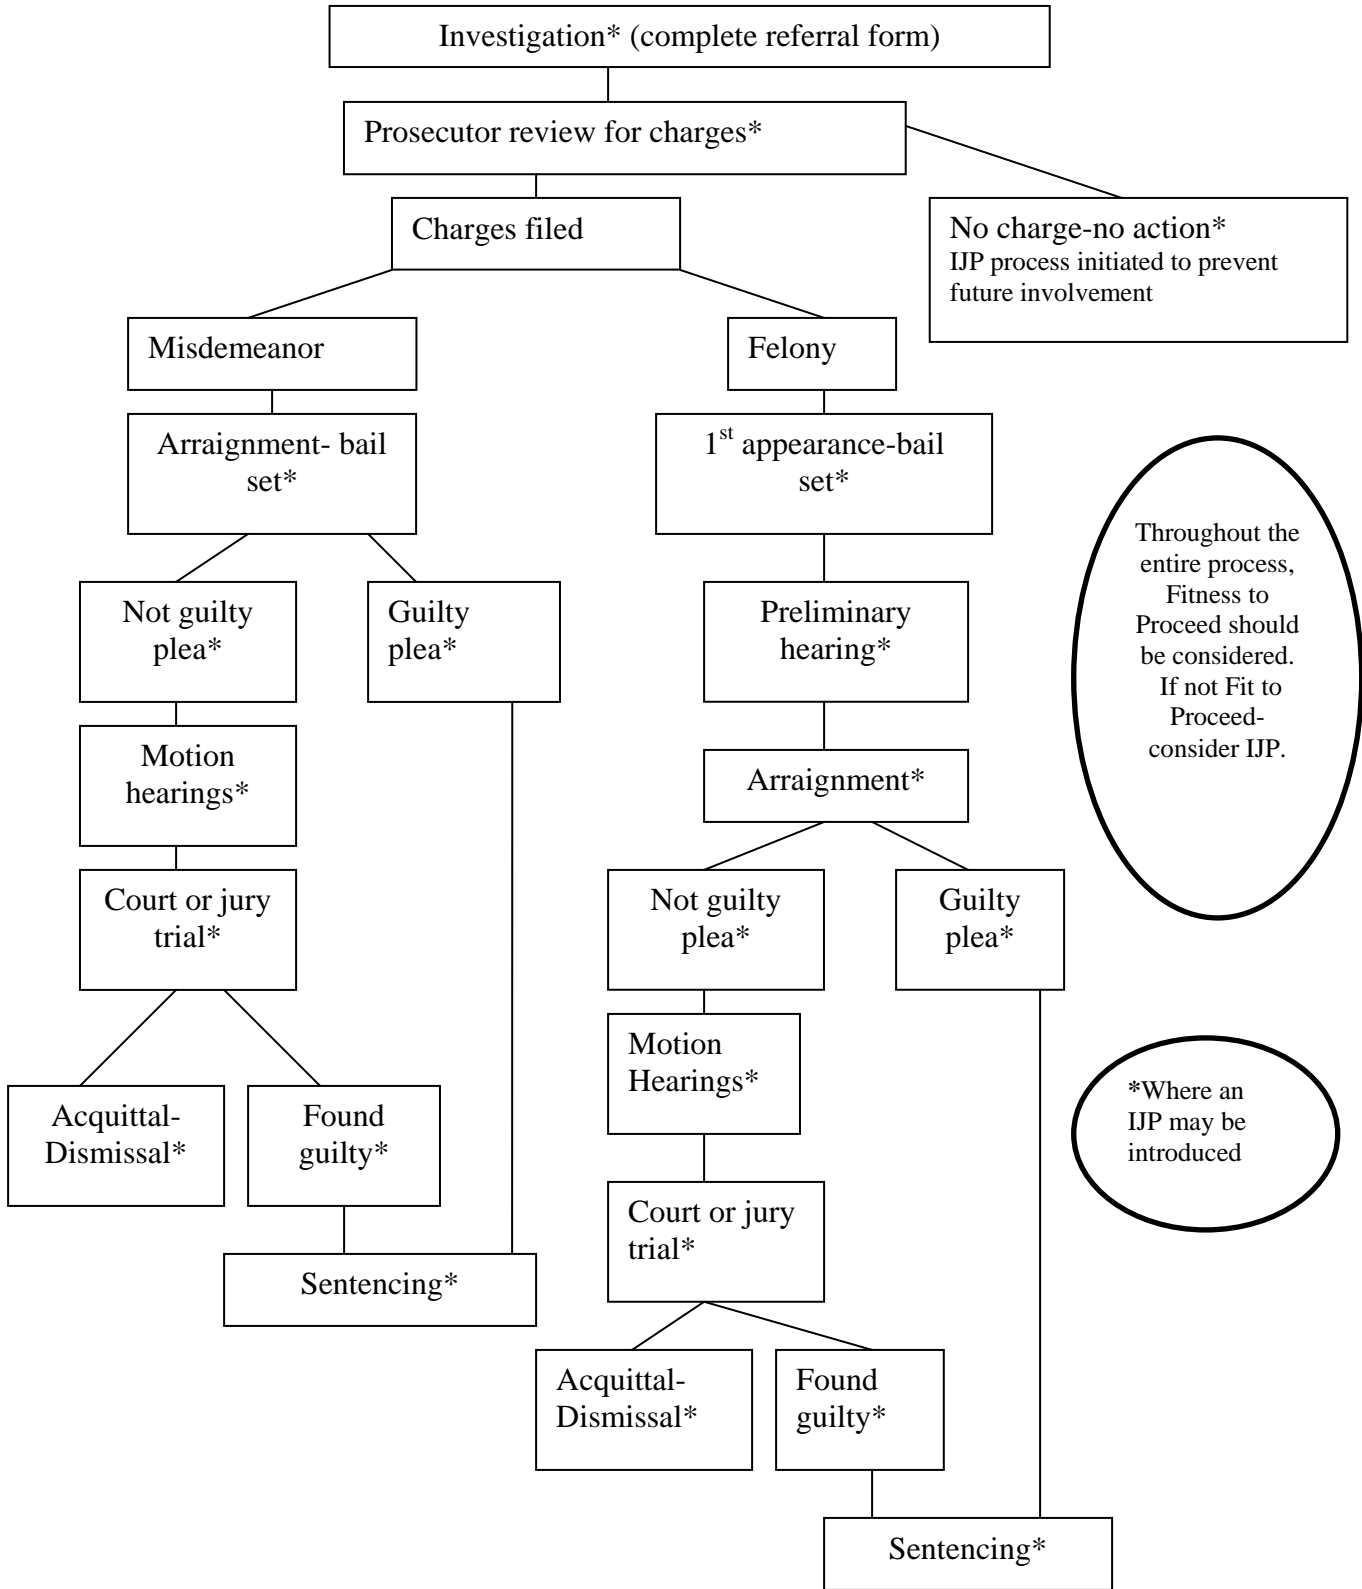 Investigation* (complete referral form)
Prosecutor review for charges*
Charges filed
No charge-no action*
IJP process initiated to prevent
future involvement
Misdemeanor
Felony
Arraignment- bail
set*
1st appearance-bail
set*
Throughout the
entire process,
Fitness to
Proceed should
be considered.
If not Fit to
Proceed-
consider IJP.
Not guilty
plea*
Guilty
plea*
Preliminary
hearing*
Motion
hearings*
Arraignment*
Court or jury
trial*
Not guilty
plea*
Guilty
plea*
Motion
Hearings*
*Where an
IJP may be
introduced
Acquittal-
Dismissal*
Found
guilty*
Court or jury
trial*
Sentencing*
Acquittal-
Dismissal*
Found
guilty*
Sentencing*